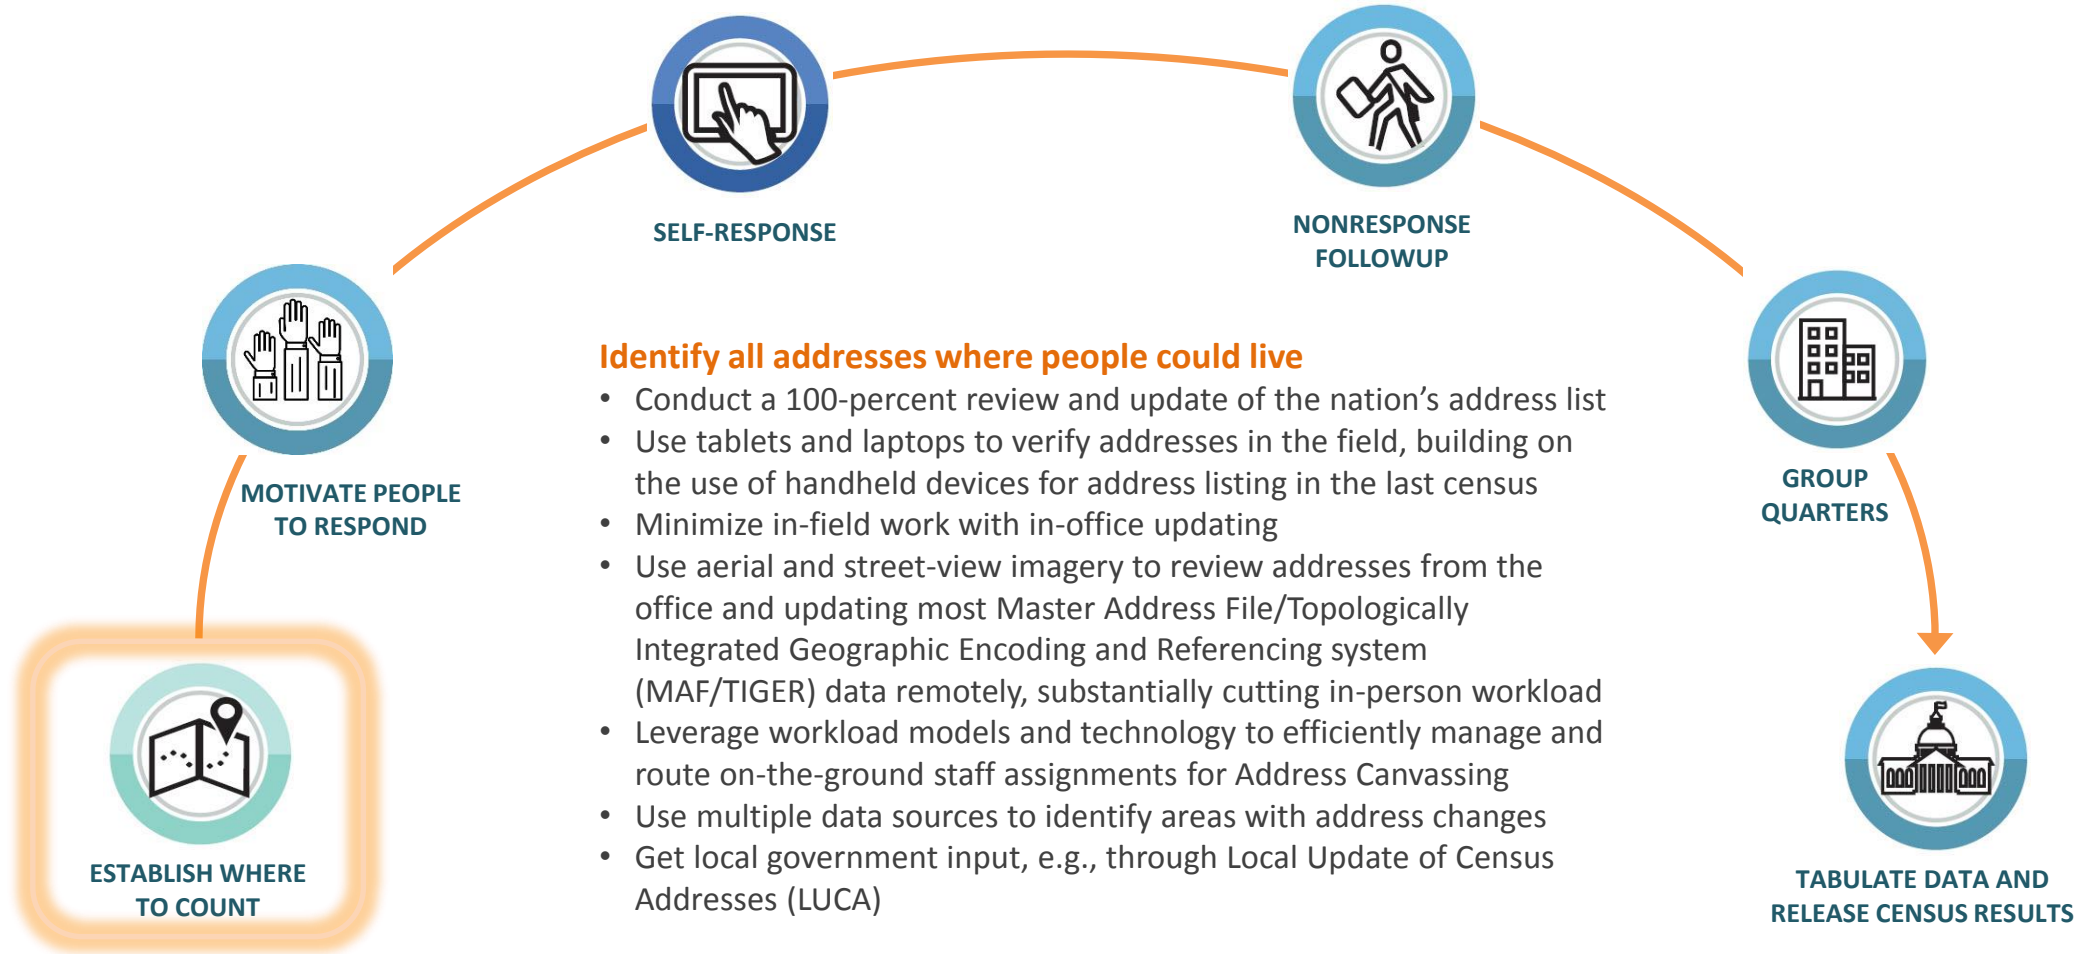 SELF-RESPONSE
NONRESPONSE
FOLLOWUP
MOTIVATE PEOPLE
TO RESPOND
Identify all addresses where people could live
• Conduct a 100-percent review and update of the nation’s address list
• Use tablets and laptops to verify addresses in the field, building on
the use of handheld devices for address listing in the last census
• Minimize in-field work with in-office updating
• Use aerial and street-view imagery to review addresses from the
office and updating most Master Address File/Topologically
Integrated Geographic Encoding and Referencing system
(MAF/TIGER) data remotely, substantially cutting in-person workload
• Leverage workload models and technology to efficiently manage and
route on-the-ground staff assignments for Address Canvassing
• Use multiple data sources to identify areas with address changes
• Get local government input, e.g., through Local Update of Census
Addresses (LUCA)
GROUP
QUARTERS
ESTABLISH WHERE
TO COUNT
TABULATE DATA AND
RELEASE CENSUS RESULTS